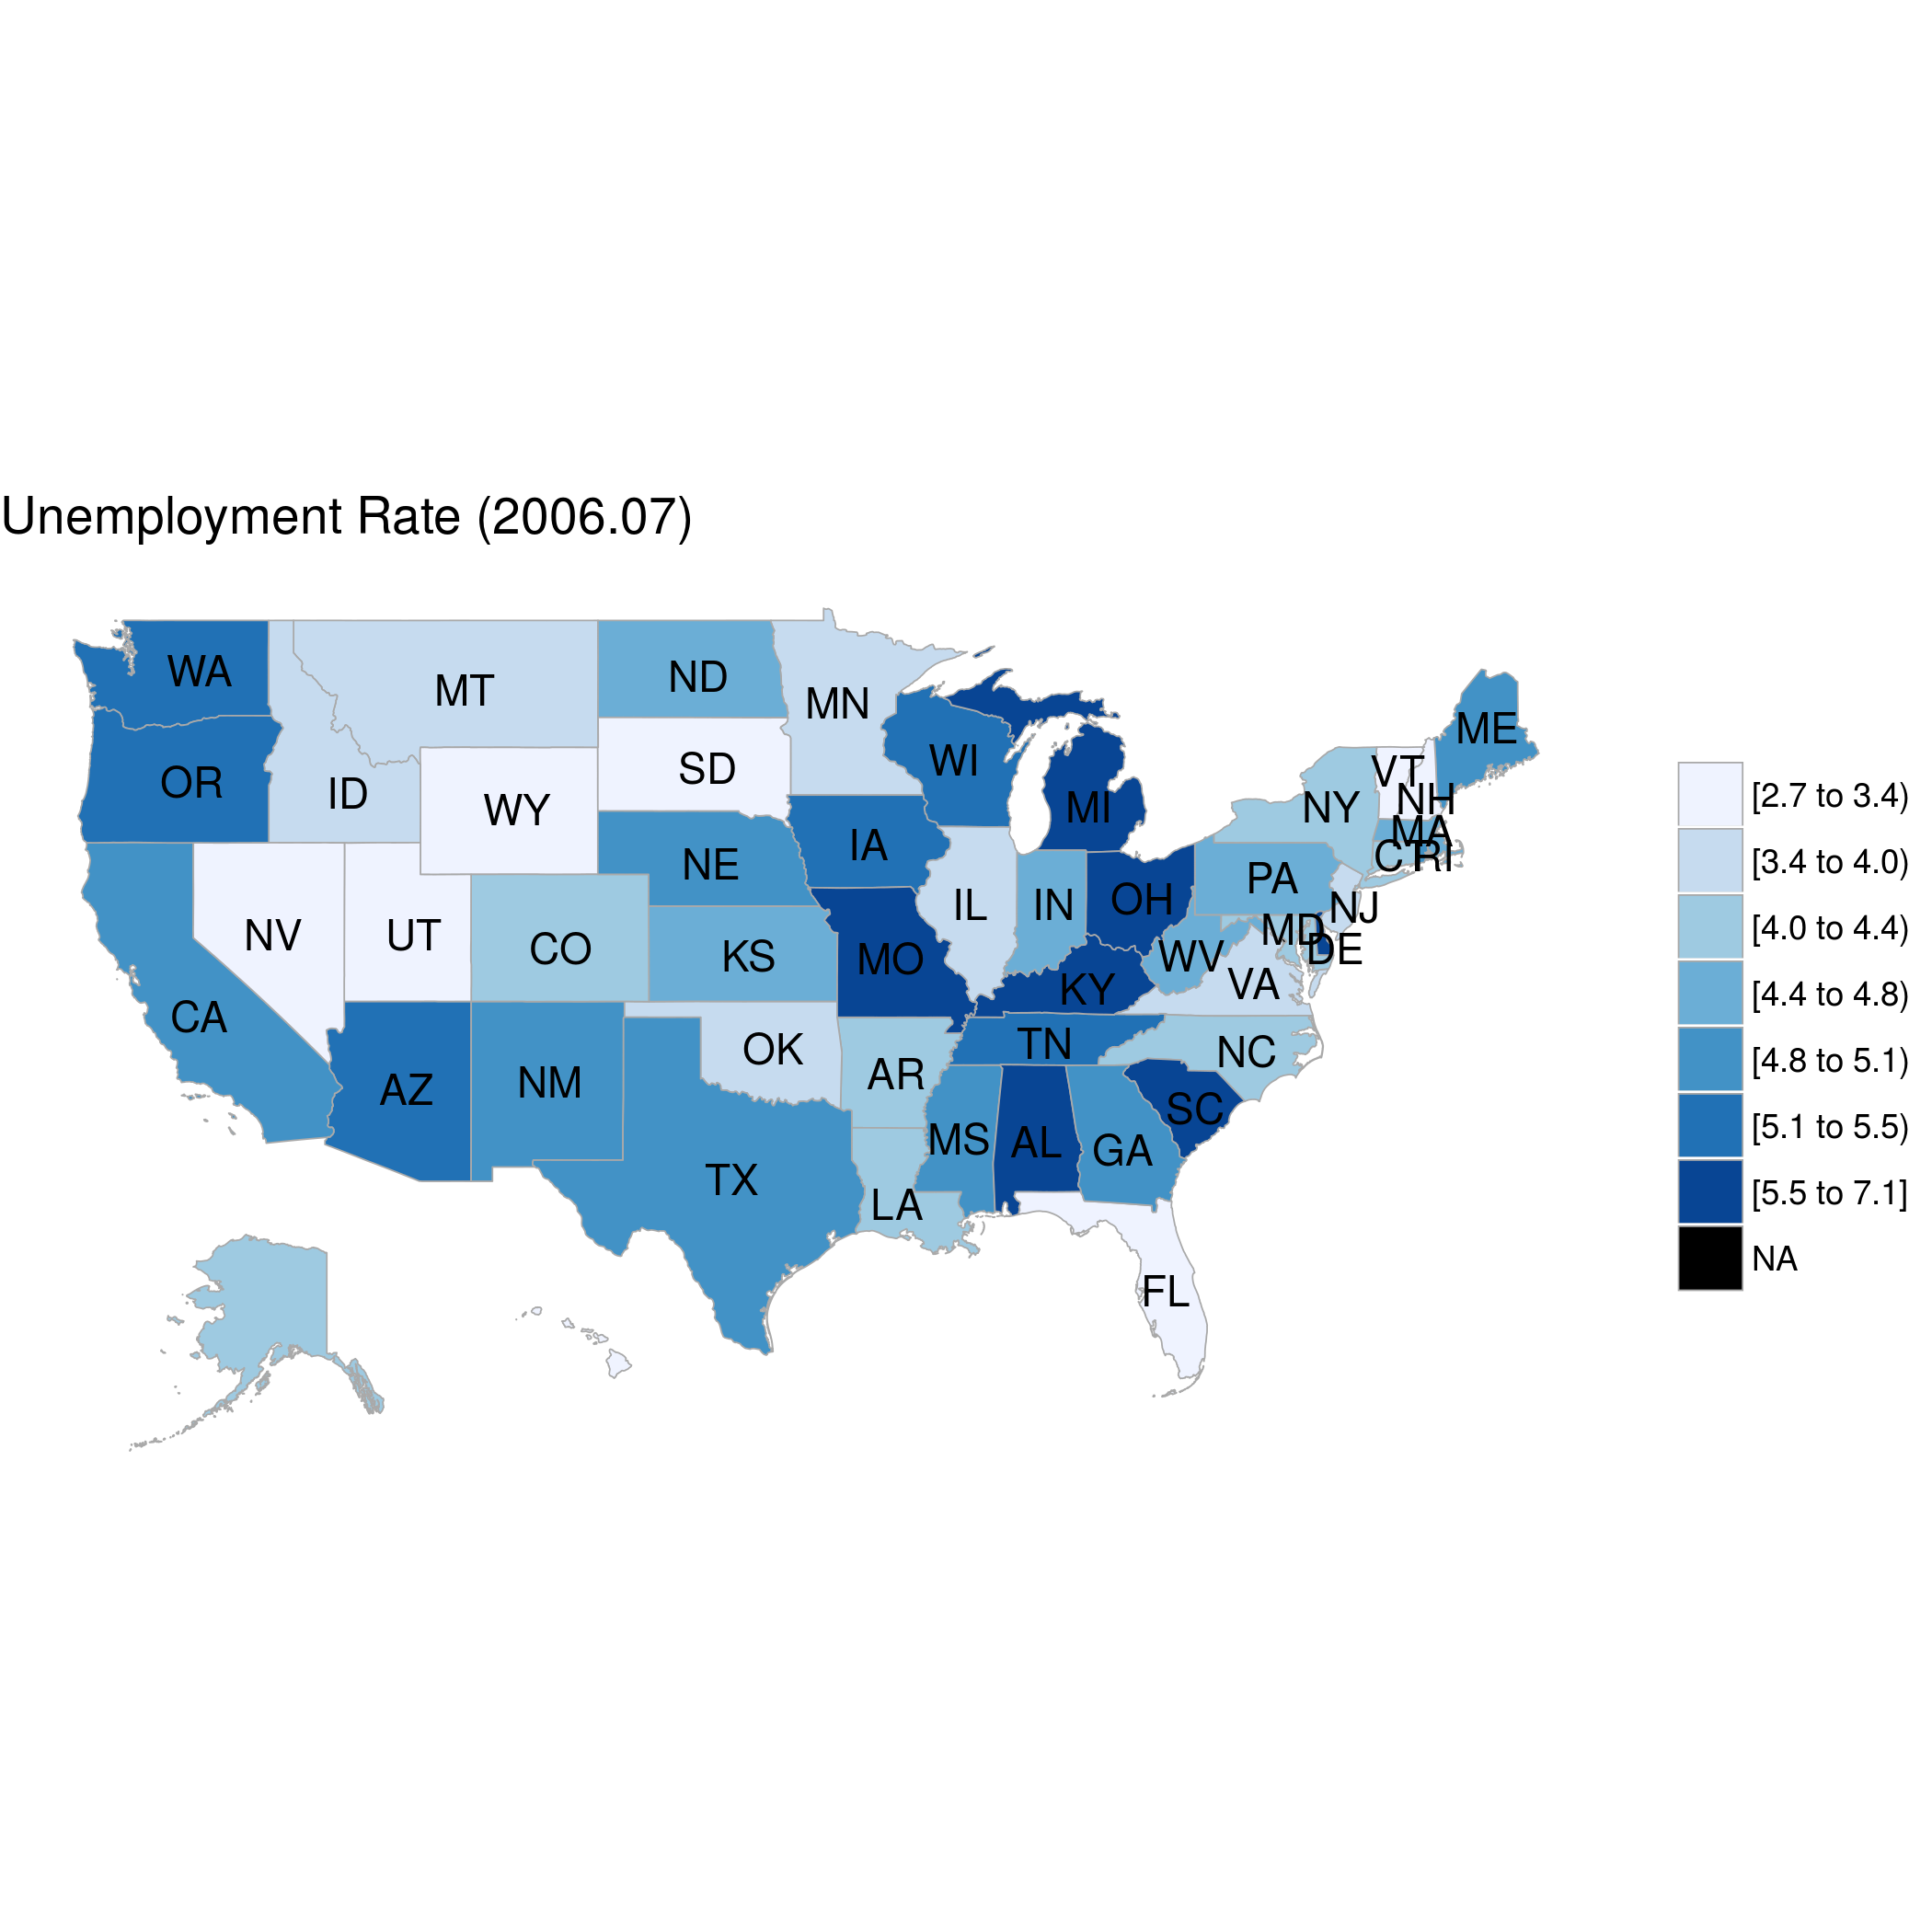 Unemployment Rate (2006.07)
WA
MT
ND
MN
ME
OR
ID
WY
SD
WI
MI
NY
VT
NH
MA
NE
IA
CT
RI
PA
NV
UT
CO
KS
MO
IL
IN
OH
NJ
MD
DE
WV
VA
KY
CA
AZ
NM
OK
AR
TN
NC
SC
TX
LA
MS
AL
GA
FL
[2.7 to 3.4)
[3.4 to 4.0)
[4.0 to 4.4)
[4.4 to 4.8)
[4.8 to 5.1)
[5.1 to 5.5)
[5.5 to 7.1]
NA